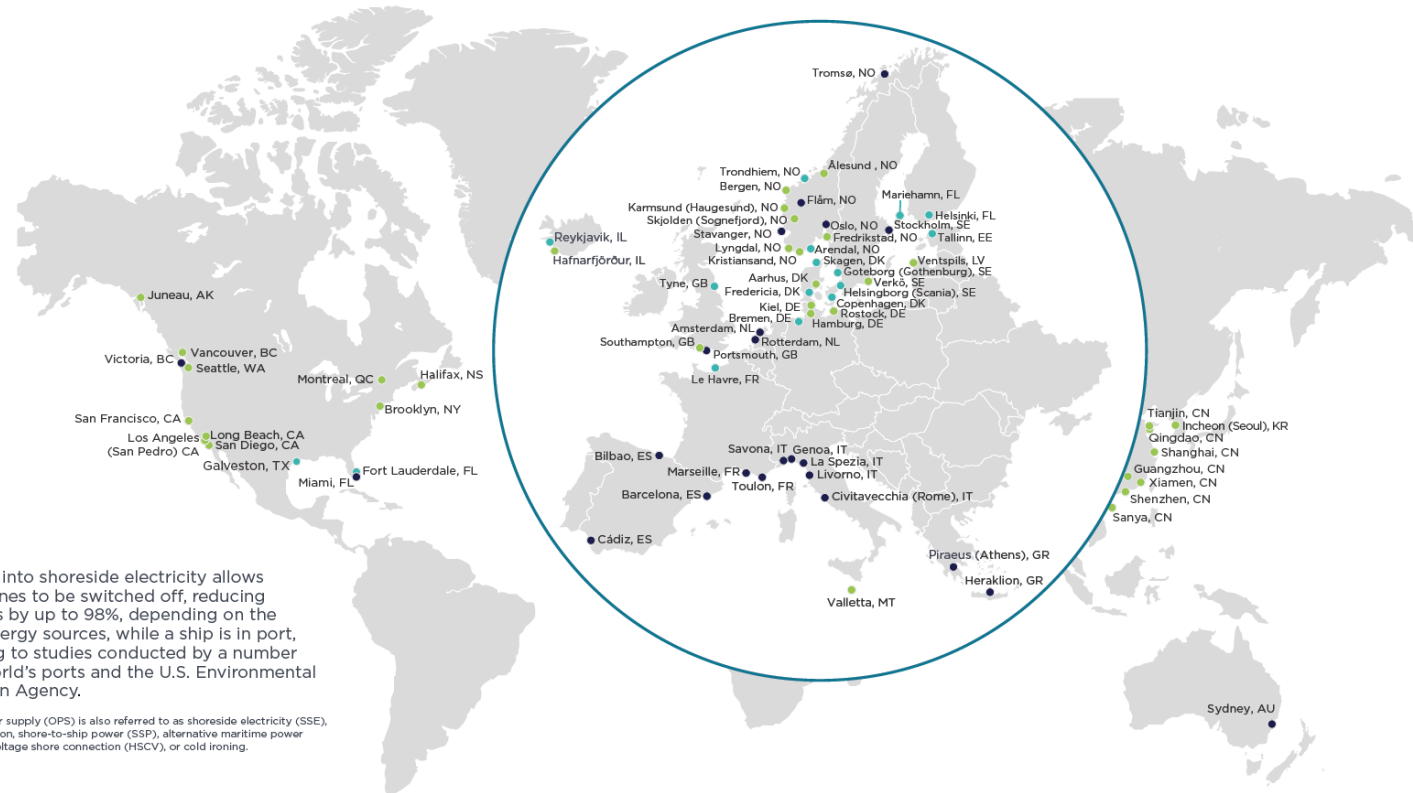 Tromsø, NO
Ålesund , NO
Trondhiem, NO
Bergen, NO
Flåm, NO
Mariehamn, FL
Karmsund (Haugesund), NO
Skjolden (Sognefjord), NO
Stavanger, NO
Oslo, NO
Helsinki, FL
Stockholm, SE
Fredrikstad, NO
Tallinn, EE
Lyngdal, NO
Arendal, NO
Kristiansand, NO
Skagen, DK
Ventspils, LV
Reykjavik, IL
Hafnarfjörður, IL
Goteborg (Gothenburg), SE
Aarhus, DK
Verkö, SE
Tyne, GB
Fredericia, DK
Helsingborg (Scania), SE
Kiel, DE
Copenhagen, DK
Bremen, DE
Rostock, DE
Hamburg, DE
Amsterdam, NL
Southampton, GB
Rotterdam, NL
Portsmouth, GB
Le Havre, FR
Juneau, AK
Vancouver, BC
Victoria, BC
Seattle, WA
Montreal, QC
Halifax, NS
Brooklyn, NY
San Francisco, CA
Long Beach, CA
Los Angeles
(San Pedro) CA
San Diego, CA
Galveston, TX
Fort Lauderdale, FL
Miami, FL
Bilbao, ES
Savona, IT
Genoa, IT
La Spezia, IT
Marseille, FR
Livorno, IT
Toulon, FR
Barcelona, ES
Civitavecchia (Rome), IT
Cádiz, ES
Piraeus (Athens), GR
Heraklion, GR
Valletta, MT
Tianjin, CN
Incheon (Seoul), KR
Qingdao, CN
Shanghai, CN
Guangzhou, CN
Xiamen, CN
Shenzhen, CN
Sanya, CN
Sydney, AU
into shoreside electricity allows
nes to be switched off, reducing
s by up to 98%, depending on the
ergy sources, while a ship is in port,
g to studies conducted by a number
orld's ports and the U.S. Environmental
n Agency.
r supply (OPS) is also referred to as shoreside electricity (SSE),
on, shore-to-ship power (SSP), alternative maritime power
oltage shore connection (HSCV), or cold ironing.